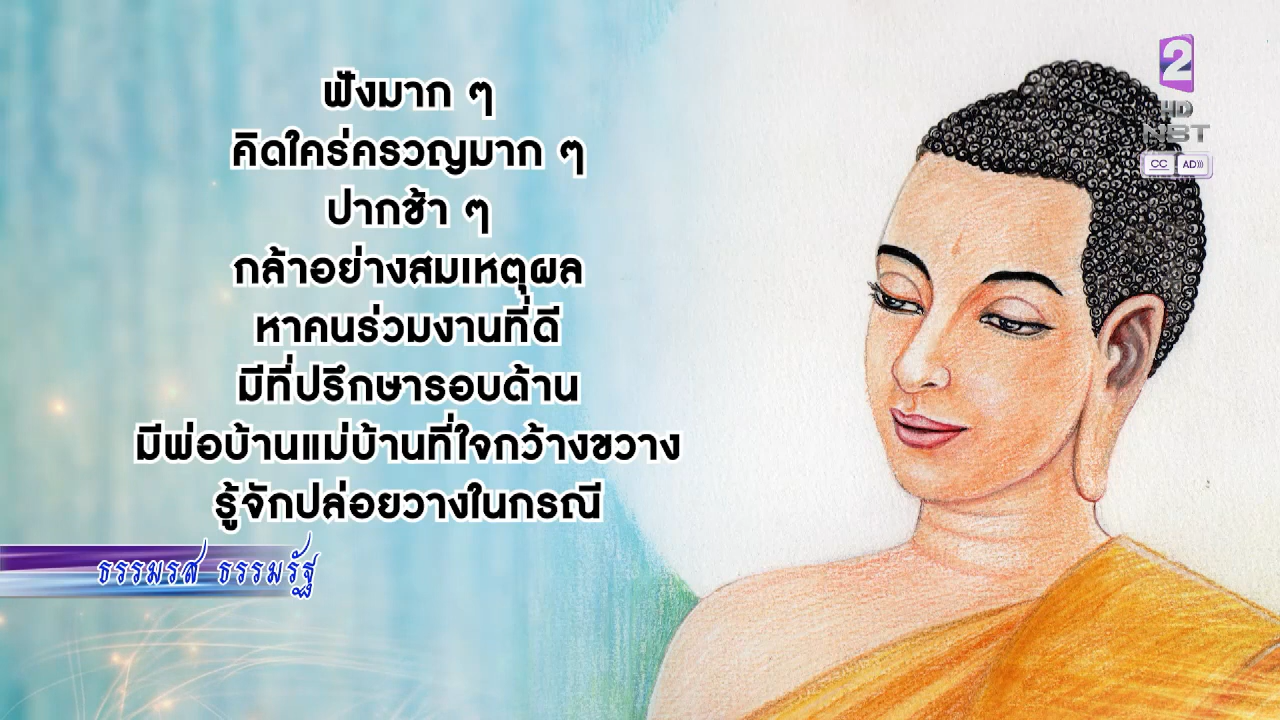 ฟังมาก ๆ
คิดใคร่ครวญมาก ๆ
ปากช้า ๆ
กล้าอย่างสมเหตุผล
หาคนร่วมงานที่ดี
มีที่ปรึกษารอบด้าน
มีพ่อบ้านแม่บ้านที่ใจกว้างขวาง
รู้จักปล่อยวางในกรณี
ธรรมรส ธรรมรัฐ
2
HD
NBT
CC AD